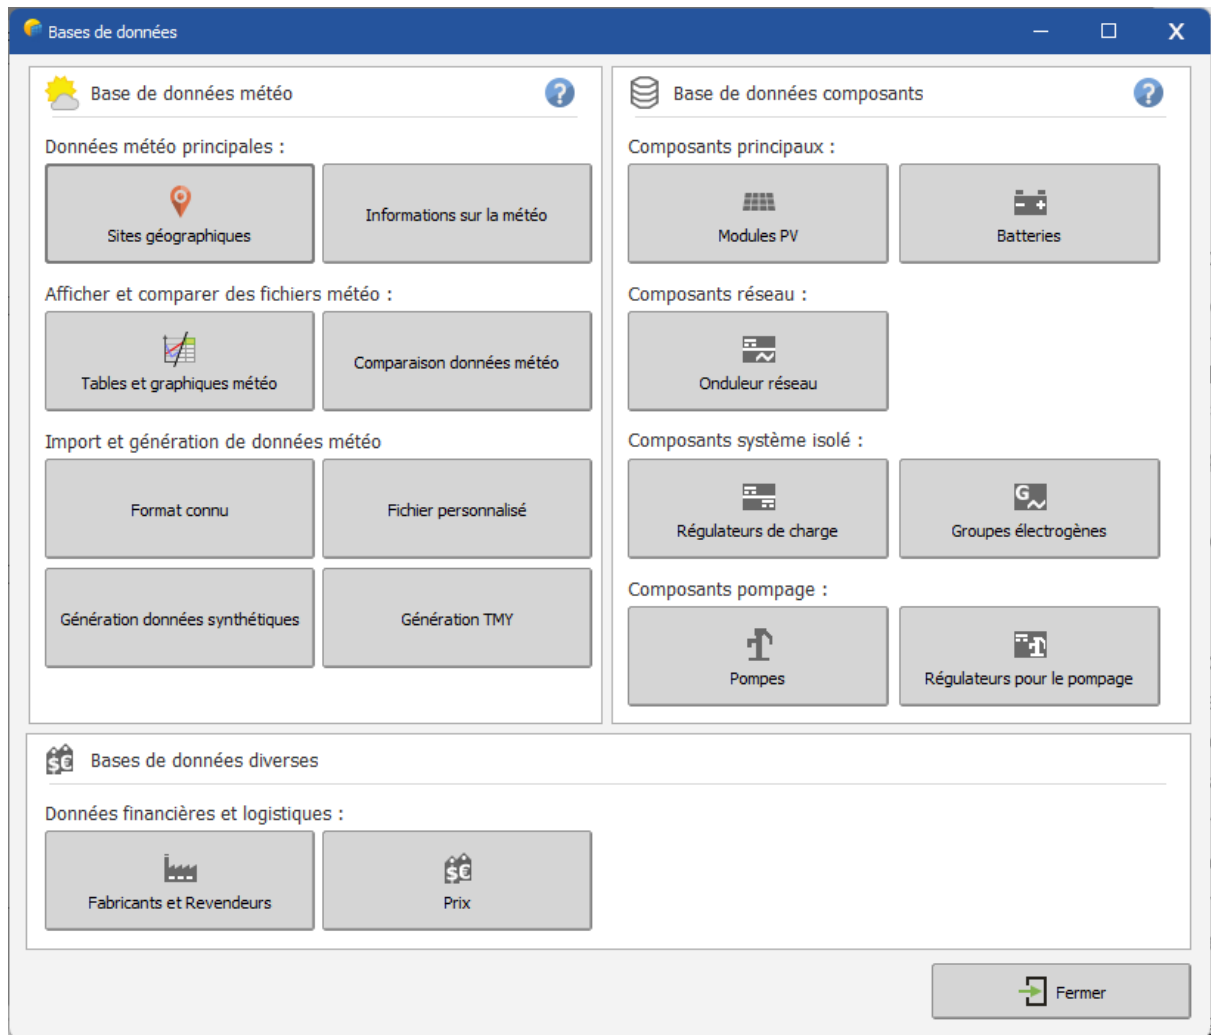 Bases de données
Base de données météo
Données météo principales :
Sites géographiques
Informations sur la météo
Afficher et comparer des fichiers météo :
Tables et graphiques météo
Comparaison données météo
Import et génération de données météo
Format connu
Fichier personnalisé
Génération données synthétiques
Génération TMY
Base de données composants
Composants principaux :
Modules PV
Batteries
Composants réseau :
Onduleur réseau
Composants système isolé :
Régulateurs de charge
G
Groupes électrogènes
Composants pompage :
Pompes
Régulateurs pour le pompage
Bases de données diverses
Données financières et logistiques :
Fabricants et Revendeurs
$€
Prix
Fermer